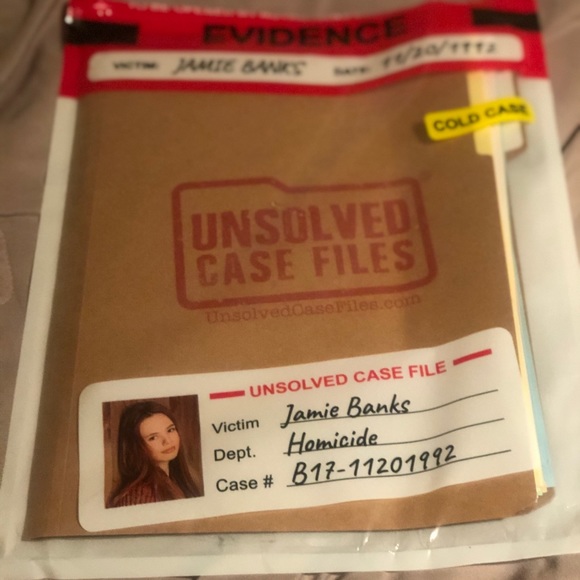 EVIDENCE
VICTIM: JAMIE BANKS DATE: 11/20/1992
COLD CASE
UNSOLVED
CASE FILES
UnsolvedCaseFiles.com
UNSOLVED CASE FILE
Victim Jamie Banks
Dept. Homicide
Case # B17-11201992